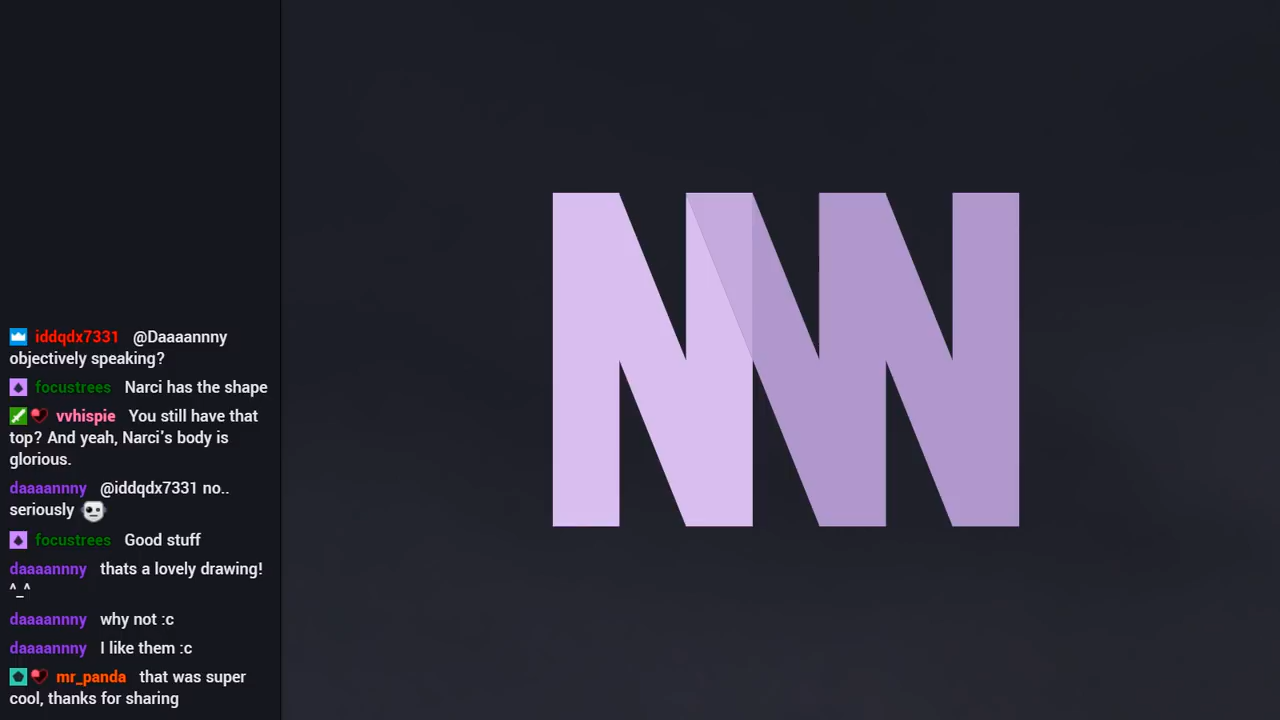 iddqdx7331 @Daaaannny
objectively speaking?
focustrees Narci has the shape
vvhispie You still have that
top? And yeah, Narci's body is
glorious.
daaaannny @iddqdx7331 no..
seriously
focustrees Good stuff
daaaannny thats a lovely drawing!
^_^
daaaannny why not :c
daaaannny I like them :c
mr_panda that was super
cool, thanks for sharing
NN